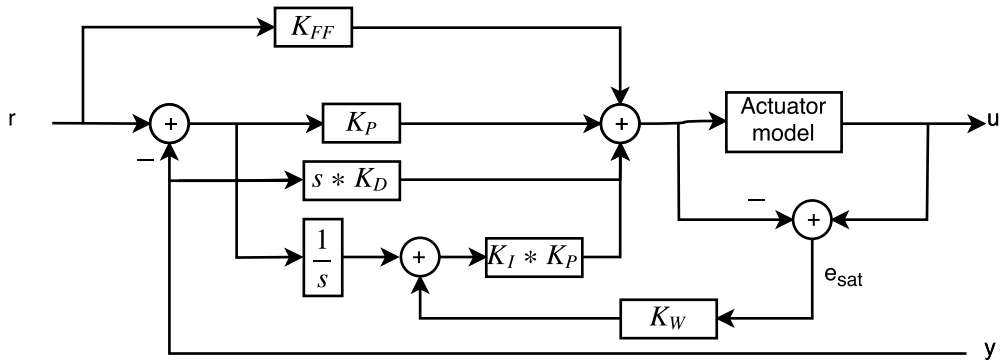 K_FF
r
+
K_P
+
Actuator
model
u
−
s * K_D
−
+
1
s
+
K_I * K_P
e_sat
K_W
y